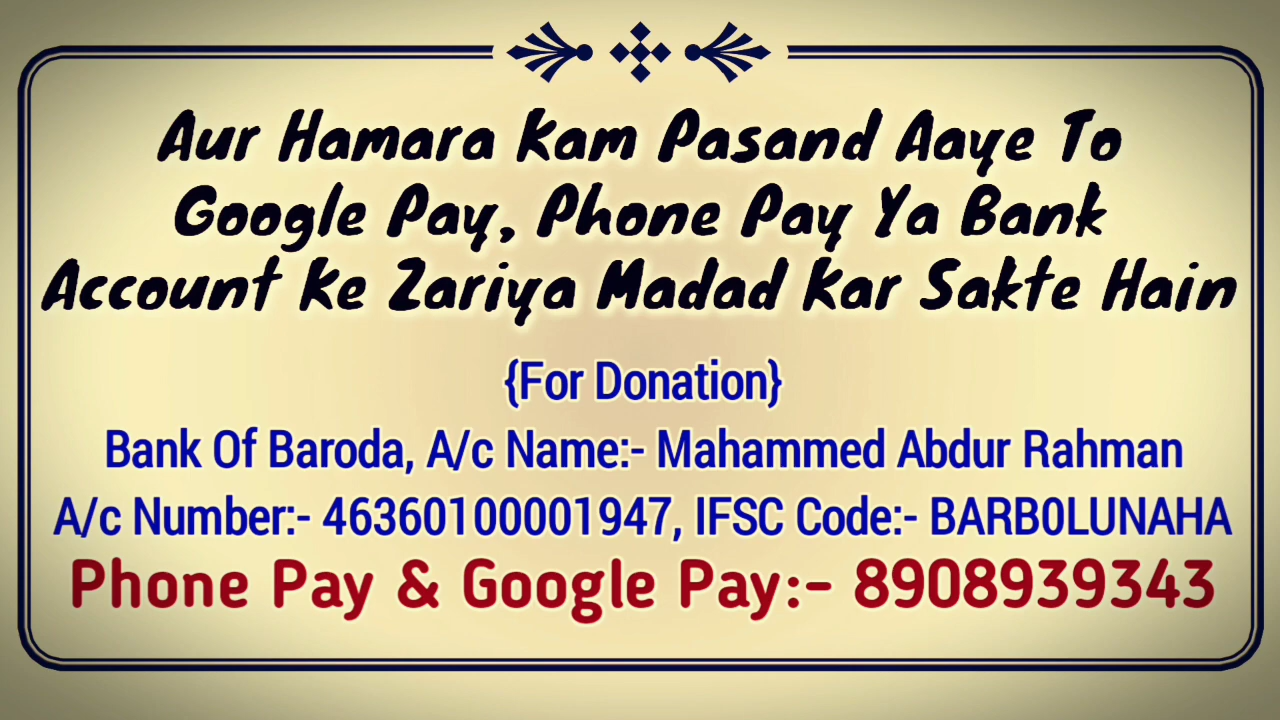 Aur Hamara Kam Pasand Aaye To
Google Pay, Phone Pay Ya Bank
Account Ke Zariya Madad Kar Sakte Hain
{For Donation}
Bank Of Baroda, A/c Name:- Mahammed Abdur Rahman
A/c Number:- 46360100001947, IFSC Code:- BARB0LUNAHA
Phone Pay & Google Pay:- 8908939343